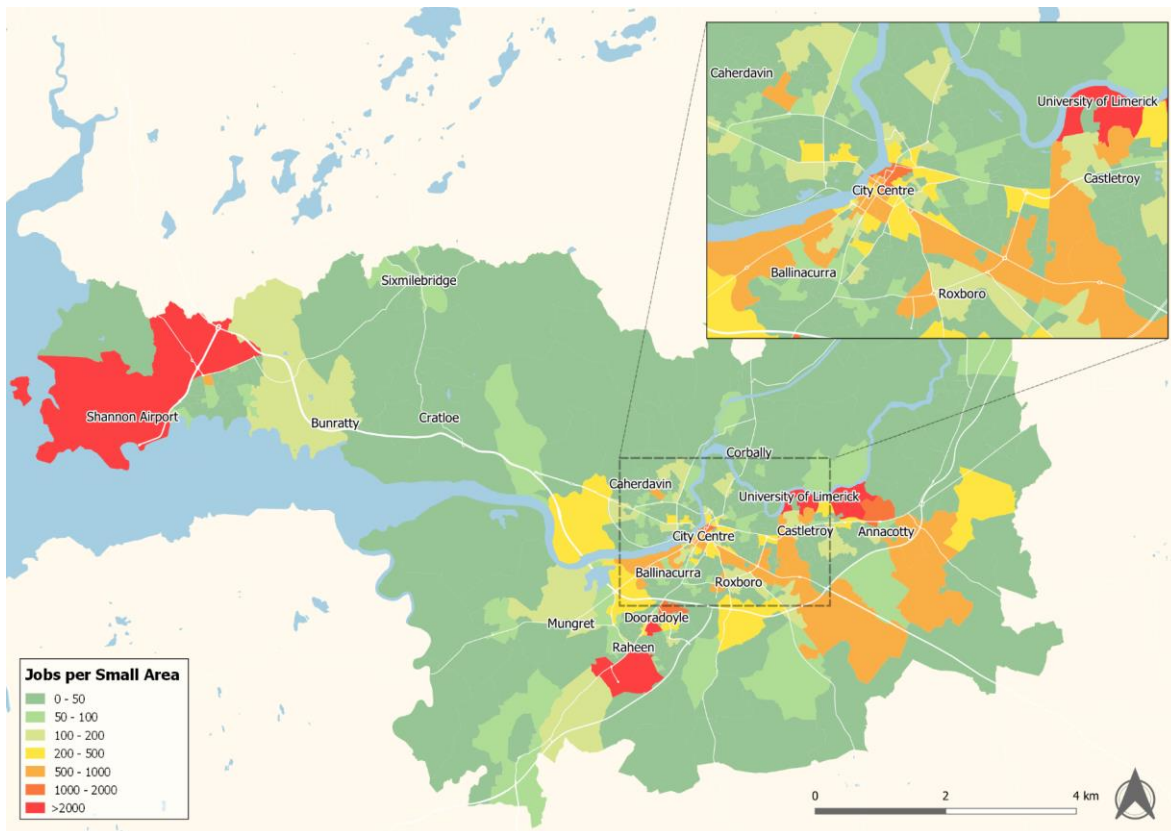 Caherdavin
University of Limerick
City Centre
Castletroy
Ballinacurra
Roxboro
Sixmilebridge
Shannon Airport
Bunratty
Cratloe
Corbally
Caherdavin
University of Limerick
City Centre
Castletroy
Annacotty
Ballinacurra
Roxboro
Mungret
Dooradoyle
Raheen
Jobs per Small Area
0 - 50
50 - 100
100 - 200
200 - 500
500 - 1000
1000 - 2000
>2000
0 2 4 km